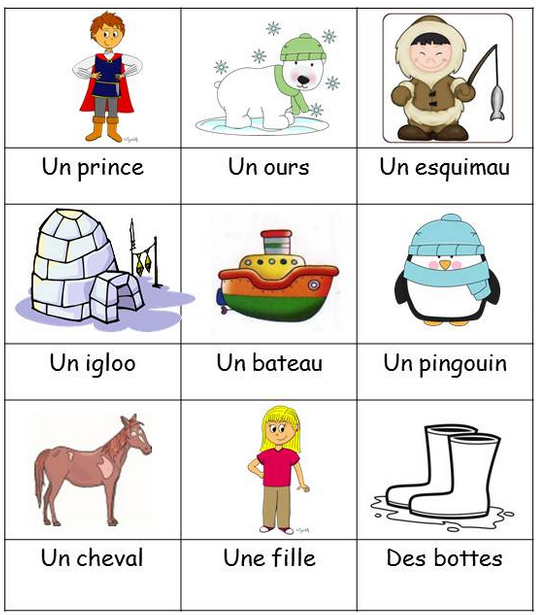 Un prince
Un ours
Un esquimau
Un igloo
Un bateau
Un pingouin
Un cheval
Une fille
Des bottes